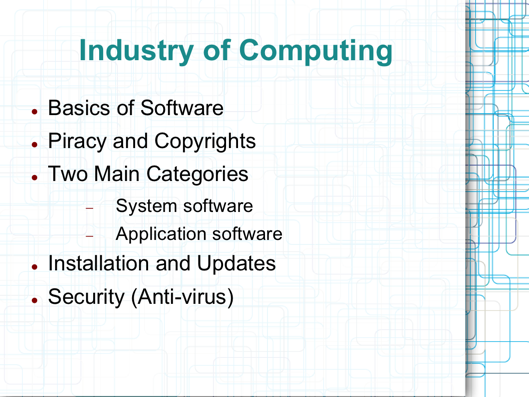 Industry of Computing
● Basics of Software
● Piracy and Copyrights
● Two Main Categories
– System software
– Application software
● Installation and Updates
● Security (Anti-virus)